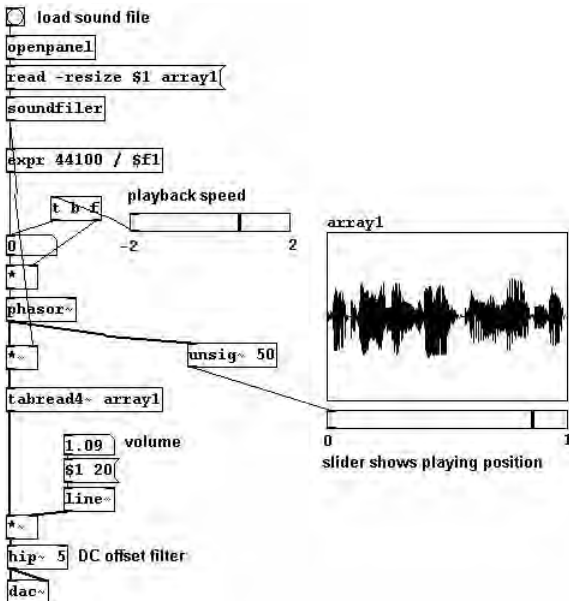 load sound file
openpanel
read -resize $1 array1
soundfiler
expr 44100 / $f1
t b f
playback speed
-2
2
0
*
phasor~
*~
unsig~ 50
array1
tabread4~ array1
0
1
slider shows playing position
1.09
volume
$1 20
line~
*~
hip~ 5
DC offset filter
dac~